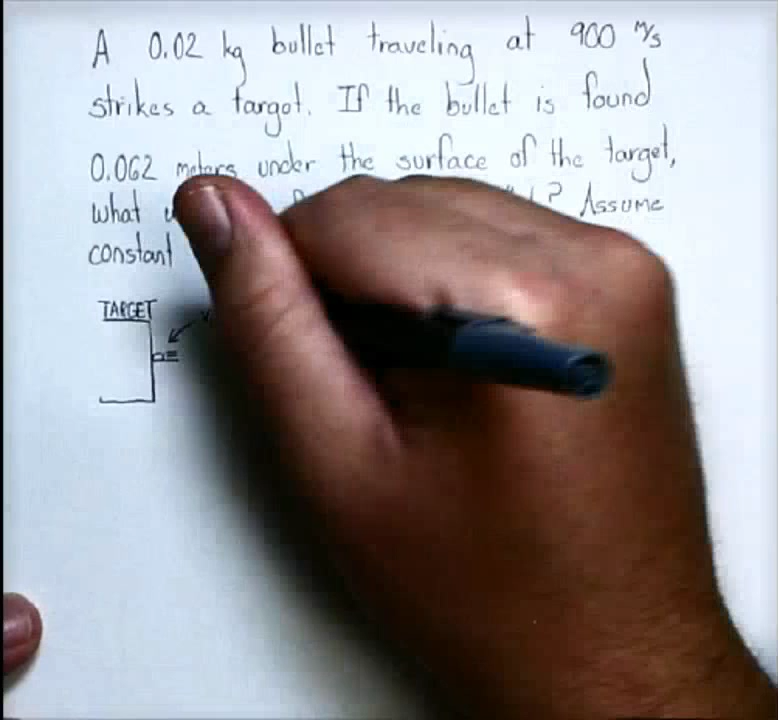 A 0.02 kg bullet traveling at 900 m/s
strikes a target. If the bullet is found
0.062 meters under the surface of the target,
what ? Assume
constant
TARGET